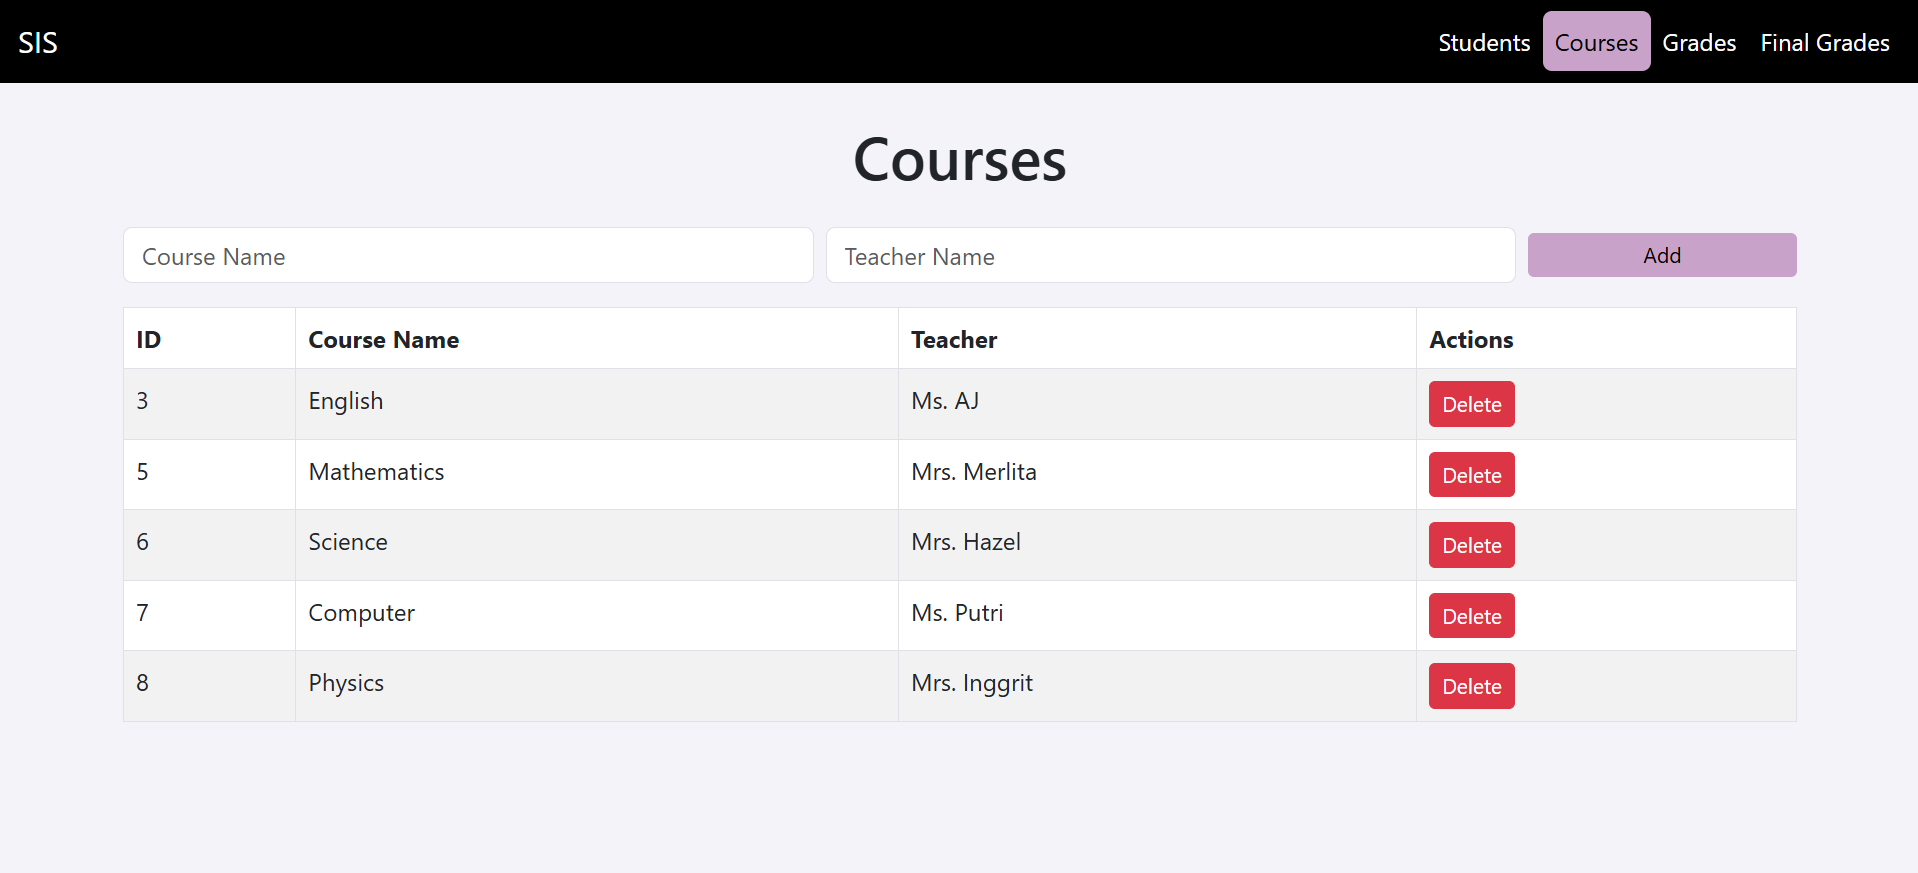 SIS Students Courses Grades Final Grades
Courses
Course Name Teacher Name Add
ID Course Name Teacher Actions
3 English Ms. AJ Delete
5 Mathematics Mrs. Merlita Delete
6 Science Mrs. Hazel Delete
7 Computer Ms. Putri Delete
8 Physics Mrs. Inggrit Delete